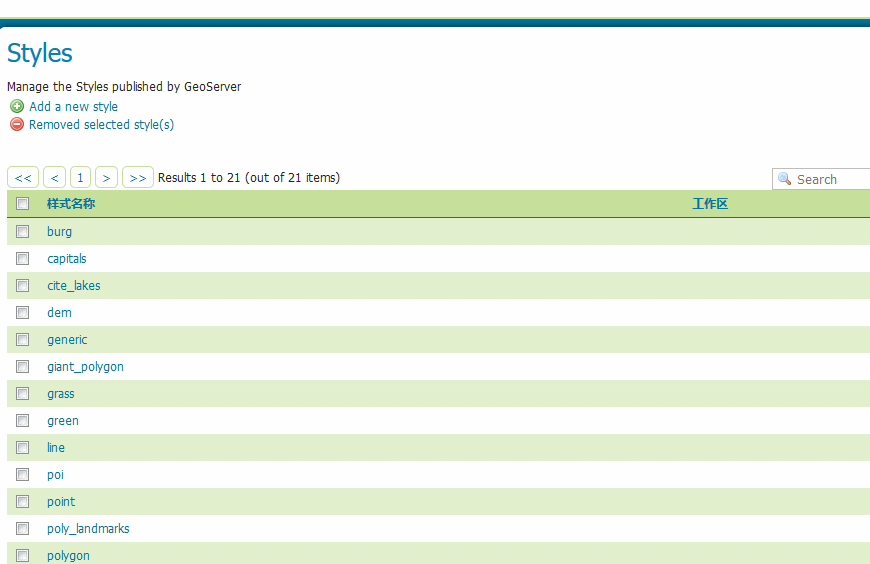 Styles
Manage the Styles published by GeoServer
Add a new style
Removed selected style(s)
<< < 1 > >> Results 1 to 21 (out of 21 items) Search
样式名称 工作区
burg
capitals
cite_lakes
dem
generic
giant_polygon
grass
green
line
poi
point
poly_landmarks
polygon